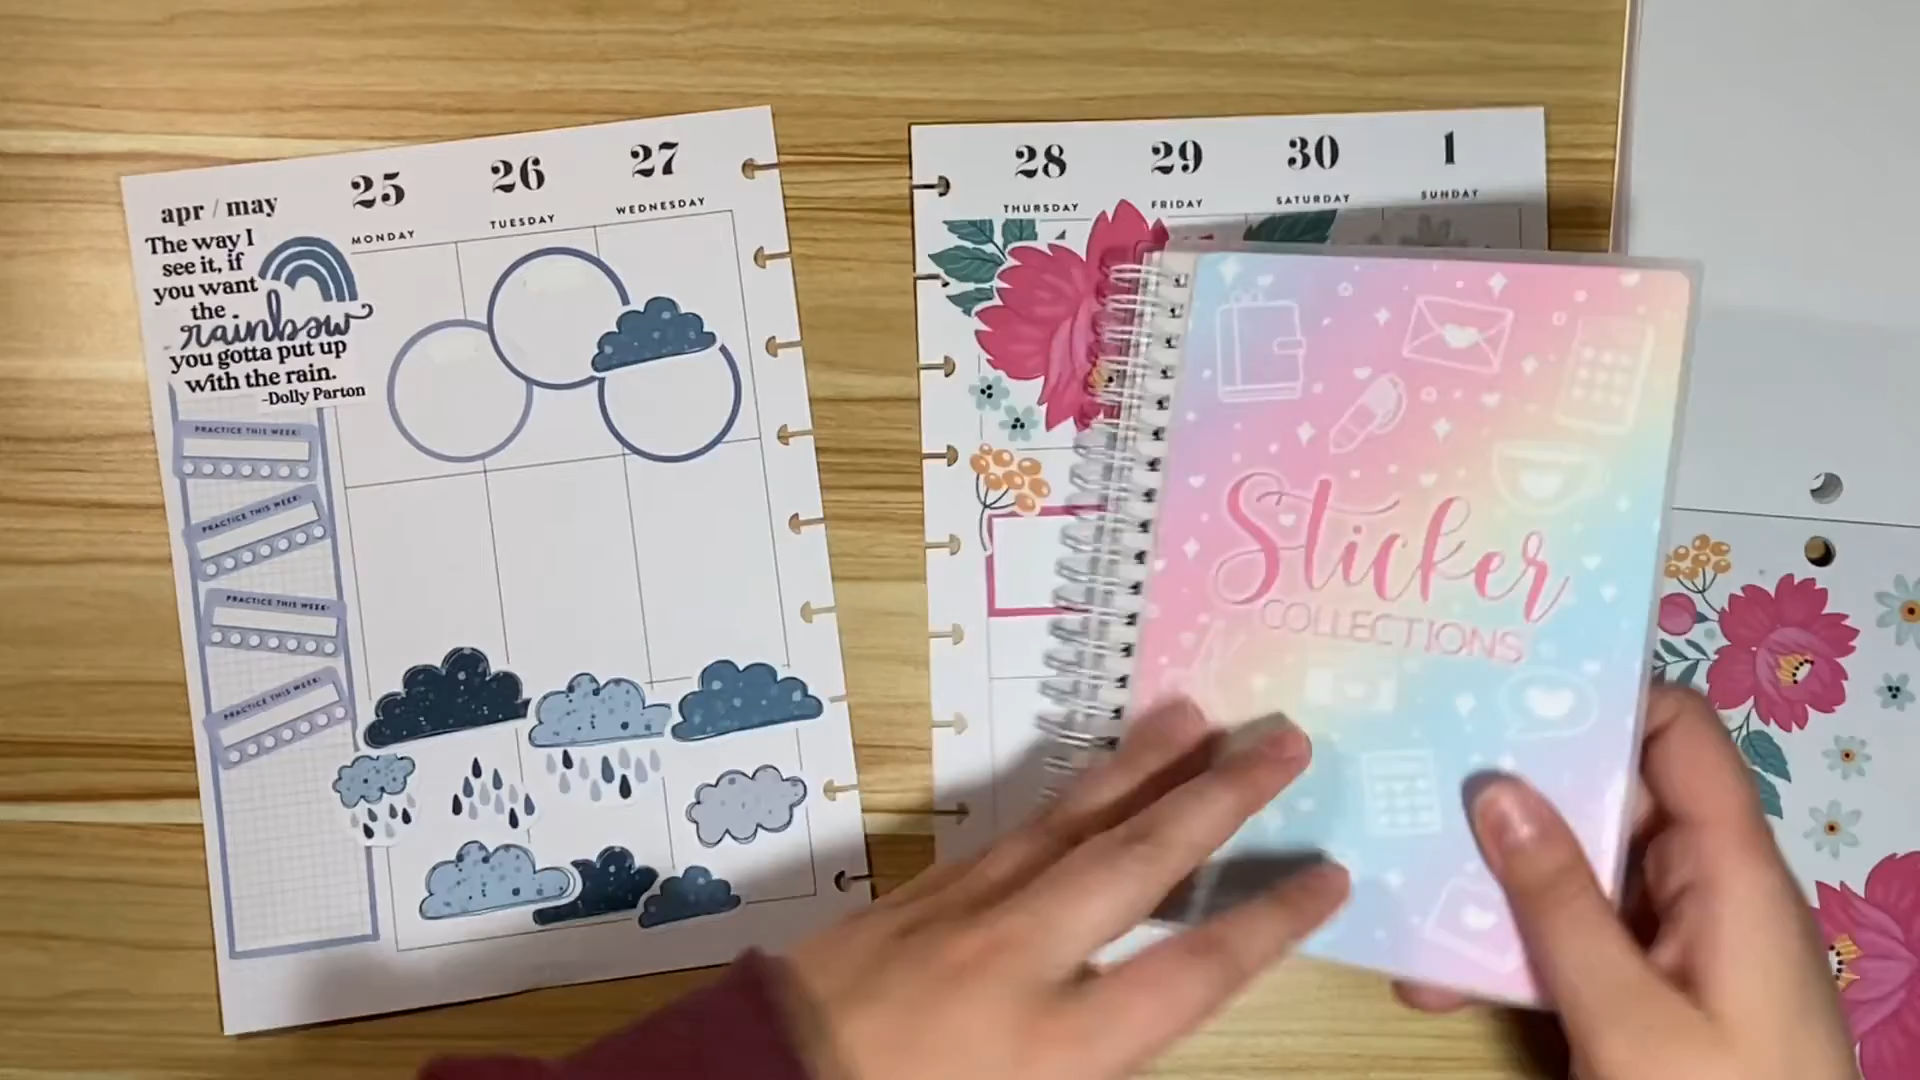 apr / may
25
MONDAY
26
TUESDAY
27
WEDNESDAY
The way I
see it, if
you want
the
rainbow
you gotta put up
with the rain.
-Dolly Parton
PRACTICE THIS WEEK:
PRACTICE THIS WEEK:
PRACTICE THIS WEEK:
PRACTICE THIS WEEK:
28
THURSDAY
29
FRIDAY
30
SATURDAY
1
SUNDAY
Sticker
COLLECTIONS